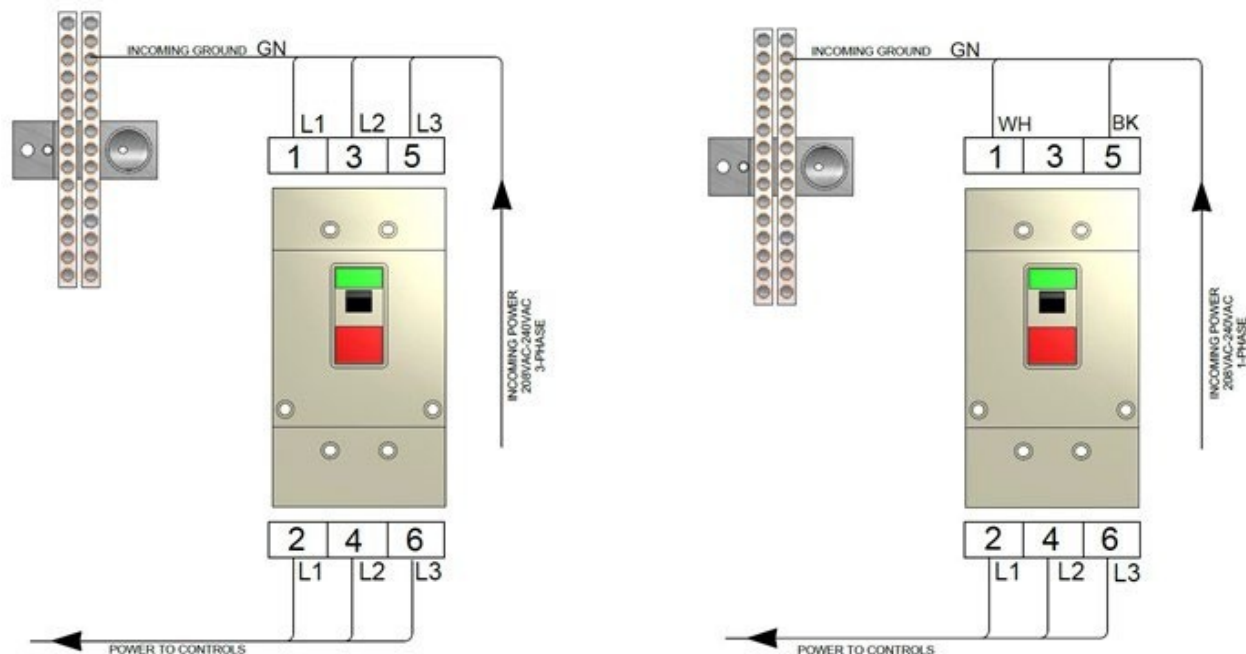 INCOMING GROUND GN
L1 L2 L3
1 3 5
INCOMING POWER
208VAC-240VAC
3-PHASE
2 4 6
L1 L2 L3
POWER TO CONTROLS
INCOMING GROUND GN
WH BK
1 3 5
INCOMING POWER
208VAC-240VAC
1-PHASE
2 4 6
L1 L2 L3
POWER TO CONTROLS